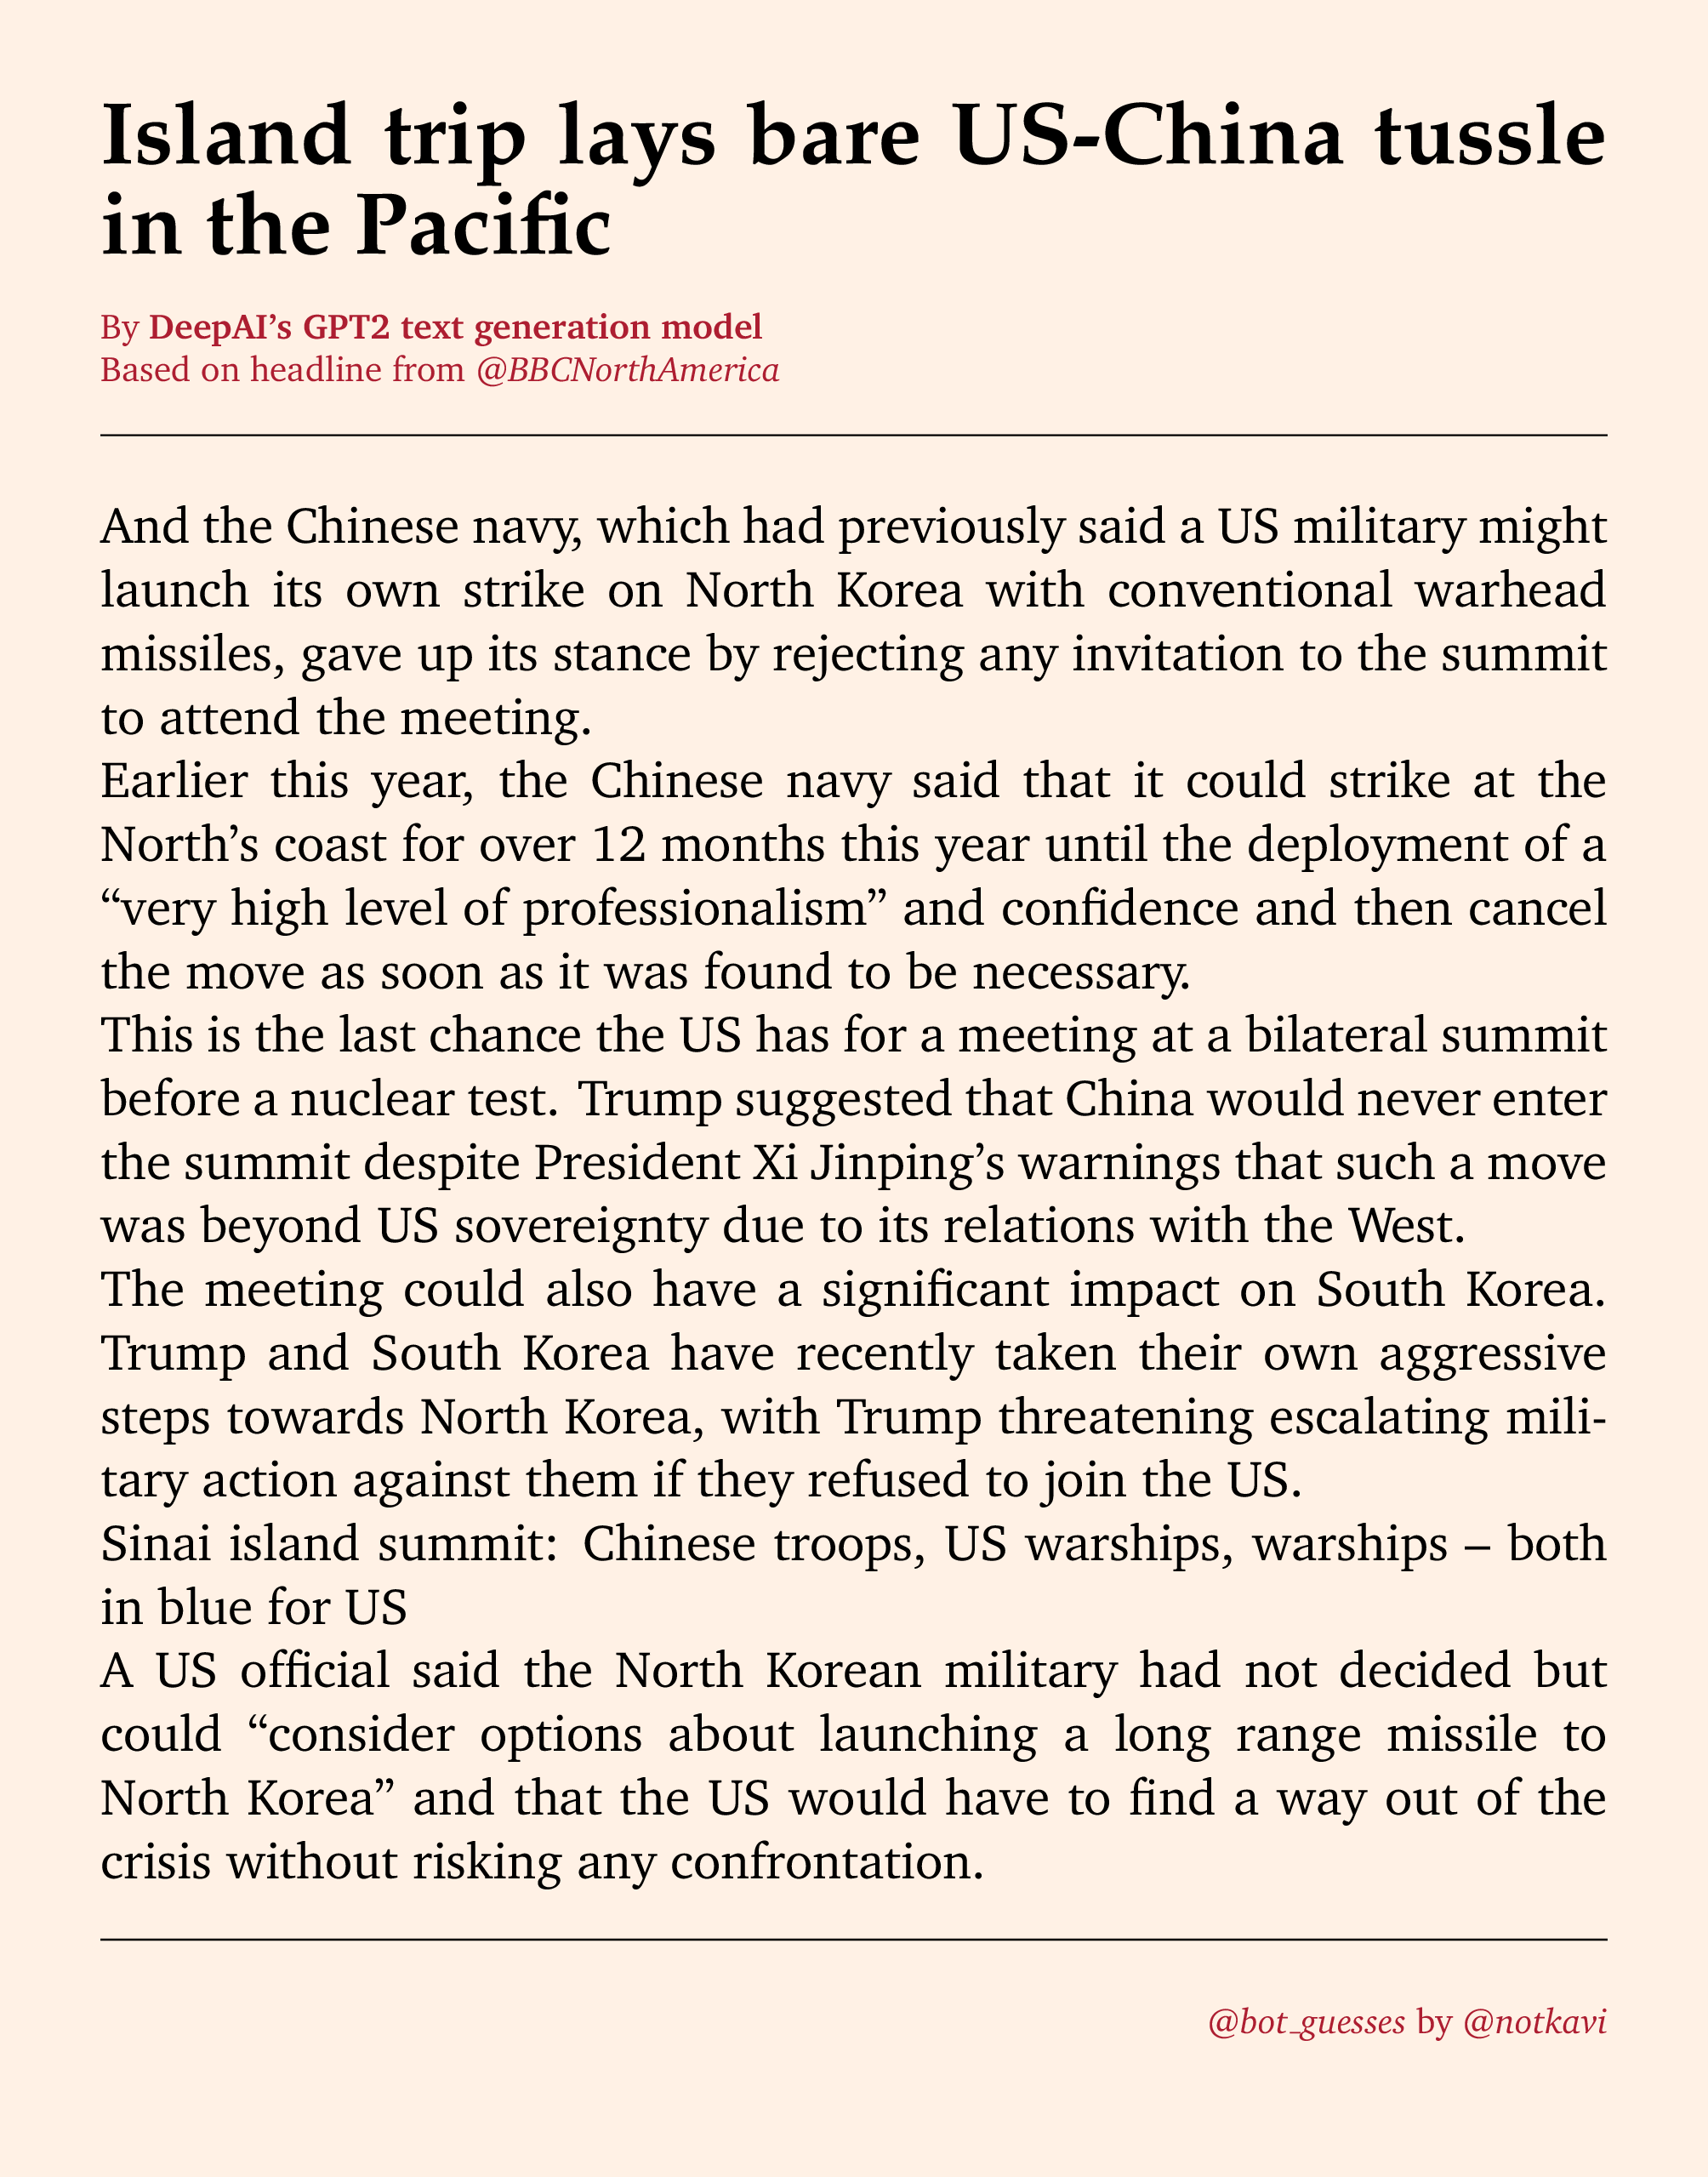 Island trip lays bare US-China tussle
in the Pacific
By DeepAI’s GPT2 text generation model
Based on headline from @BBCNorthAmerica
And the Chinese navy, which had previously said a US military might
launch its own strike on North Korea with conventional warhead
missiles, gave up its stance by rejecting any invitation to the summit
to attend the meeting.
Earlier this year, the Chinese navy said that it could strike at the
North’s coast for over 12 months this year until the deployment of a
“very high level of professionalism” and confidence and then cancel
the move as soon as it was found to be necessary.
This is the last chance the US has for a meeting at a bilateral summit
before a nuclear test. Trump suggested that China would never enter
the summit despite President Xi Jinping’s warnings that such a move
was beyond US sovereignty due to its relations with the West.
The meeting could also have a significant impact on South Korea.
Trump and South Korea have recently taken their own aggressive
steps towards North Korea, with Trump threatening escalating mili-
tary action against them if they refused to join the US.
Sinai island summit: Chinese troops, US warships, warships – both
in blue for US
A US official said the North Korean military had not decided but
could “consider options about launching a long range missile to
North Korea” and that the US would have to find a way out of the
crisis without risking any confrontation.
@bot_guesses by @notkavi